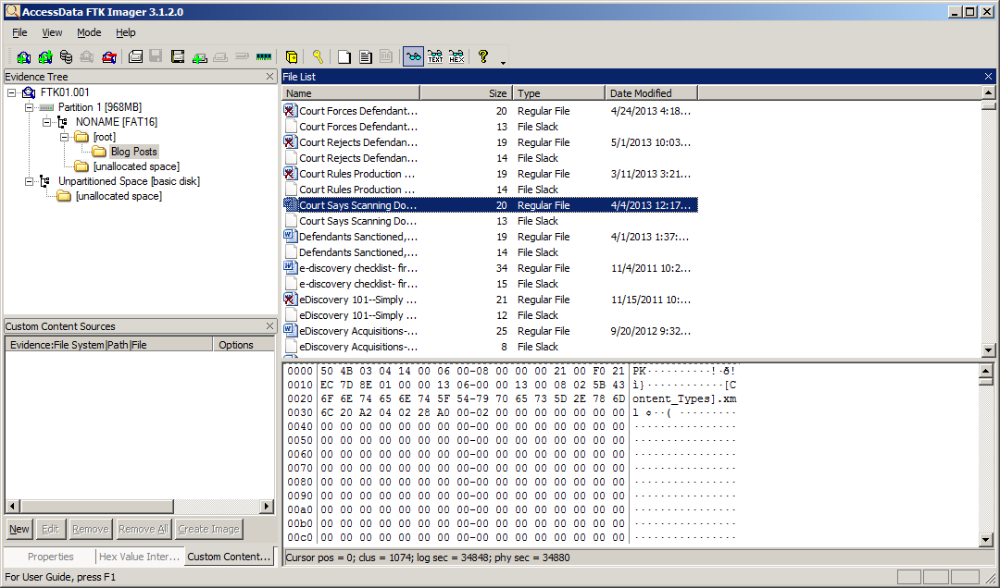 AccessData FTK Imager 3.1.2.0
File View Mode Help
Evidence Tree
FTK01.001
Partition 1 [968MB]
NONAME [FAT16]
[root]
Blog Posts
[unallocated space]
Unpartitioned Space [basic disk]
[unallocated space]
Custom Content Sources
Evidence:File System|Path|File Options
New Edit Remove Remove All Create Image
Properties Hex Value Inter... Custom Content...
File List
Name Size Type Date Modified
Court Forces Defendant... 20 Regular File 4/24/2013 4:18...
Court Forces Defendant... 13 File Slack
Court Rejects Defendan... 19 Regular File 5/1/2013 10:03...
Court Rejects Defendan... 14 File Slack
Court Rules Production ... 19 Regular File 3/11/2013 3:21...
Court Rules Production ... 14 File Slack
Court Says Scanning Do... 20 Regular File 4/4/2013 12:17...
Court Says Scanning Do... 13 File Slack
Defendants Sanctioned,... 19 Regular File 4/1/2013 1:37:...
Defendants Sanctioned,... 14 File Slack
e-discovery checklist- fir... 34 Regular File 11/4/2011 10:2...
e-discovery checklist- fir... 15 File Slack
eDiscovery 101--Simply ... 21 Regular File 11/15/2011 10:...
eDiscovery 101--Simply ... 12 File Slack
eDiscovery Acquisitions-... 25 Regular File 9/20/2012 9:32...
eDiscovery Acquisitions-... 8 File Slack
0000 50 4B 03 04 14 00 06 00-08 00 00 00 21 00 F0 21 PK··········!·ð!
0010 EC 7D 8E 01 00 00 13 06-00 00 13 00 08 02 5B 43 ì}············[C
0020 6F 6E 74 65 6E 74 5F 54-79 70 65 73 5D 2E 78 6D ontent_Types].xm
0030 6C 20 A2 04 02 28 A0 00-02 00 00 00 00 00 00 00 l ¢··( ·········
0040 00 00 00 00 00 00 00 00-00 00 00 00 00 00 00 00 ················
0050 00 00 00 00 00 00 00 00-00 00 00 00 00 00 00 00 ················
0060 00 00 00 00 00 00 00 00-00 00 00 00 00 00 00 00 ················
0070 00 00 00 00 00 00 00 00-00 00 00 00 00 00 00 00 ················
0080 00 00 00 00 00 00 00 00-00 00 00 00 00 00 00 00 ················
0090 00 00 00 00 00 00 00 00-00 00 00 00 00 00 00 00 ················
00a0 00 00 00 00 00 00 00 00-00 00 00 00 00 00 00 00 ················
00b0 00 00 00 00 00 00 00 00-00 00 00 00 00 00 00 00 ················
00c0 00 00 00 00 00 00 00 00-00 00 00 00 00 00 00 00 ················
Cursor pos = 0; clus = 1074; log sec = 34848; phy sec = 34880
For User Guide, press F1